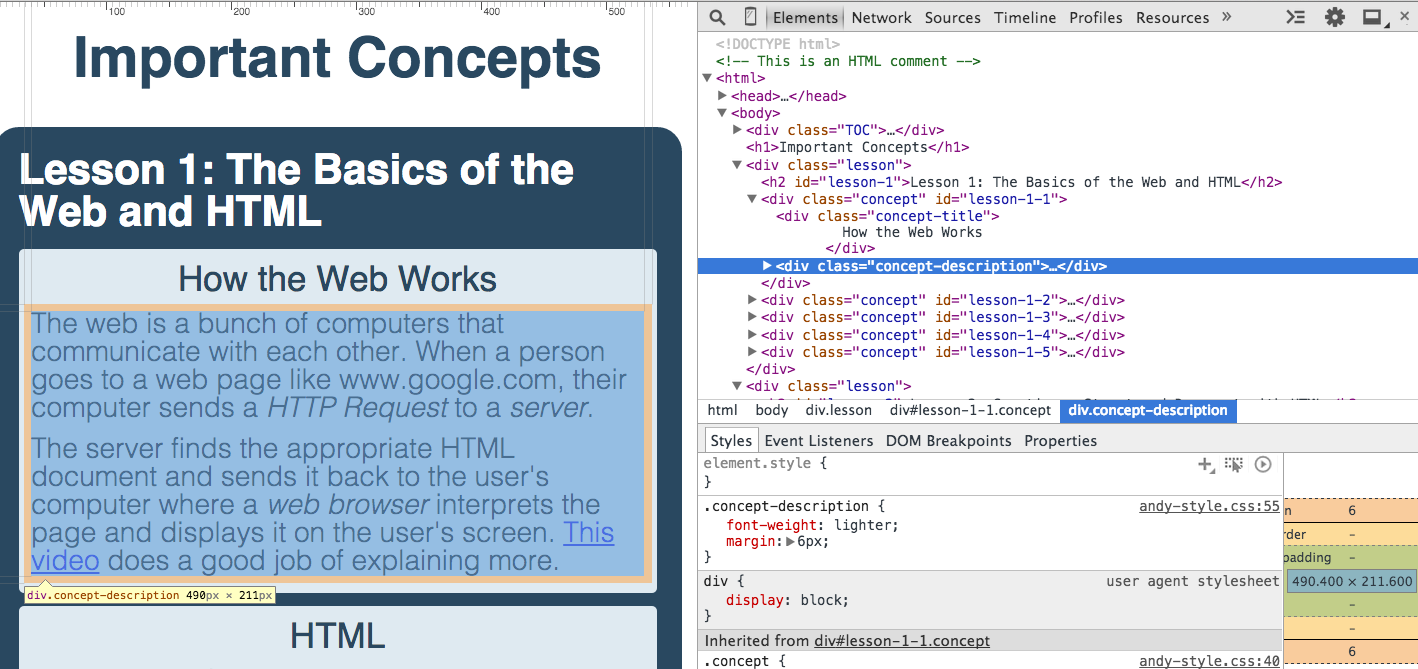 100 200 300 400 500
Important Concepts
Lesson 1: The Basics of the
Web and HTML
How the Web Works
The web is a bunch of computers that
communicate with each other. When a person
goes to a web page like www.google.com, their
computer sends a HTTP Request to a server.
The server finds the appropriate HTML
document and sends it back to the user's
computer where a web browser interprets the
page and displays it on the user's screen. This
video does a good job of explaining more.
div.concept-description 490px × 211px
HTML
Elements Network Sources Timeline Profiles Resources »
<!DOCTYPE html>
<!-- This is an HTML comment -->
▼<html>
▶<head>…</head>
▼<body>
▶<div class="TOC">…</div>
<h1>Important Concepts</h1>
▼<div class="lesson">
<h2 id="lesson-1">Lesson 1: The Basics of the Web and HTML</h2>
▼<div class="concept" id="lesson-1-1">
<div class="concept-title">
How the Web Works
</div>
▶<div class="concept-description">…</div>
</div>
▶<div class="concept" id="lesson-1-2">…</div>
▶<div class="concept" id="lesson-1-3">…</div>
▶<div class="concept" id="lesson-1-4">…</div>
▶<div class="concept" id="lesson-1-5">…</div>
</div>
▼<div class="lesson">
html body div.lesson div#lesson-1-1.concept div.concept-description
Styles Event Listeners DOM Breakpoints Properties
element.style {
}
.concept-description { andy-style.css:55
font-weight: lighter;
margin:▶6px;
}
div { user agent stylesheet
display: block;
}
Inherited from div#lesson-1-1.concept
.concept { andy-style.css:40
n 6
rder -
padding -
490.400 × 211.600
-
-
6